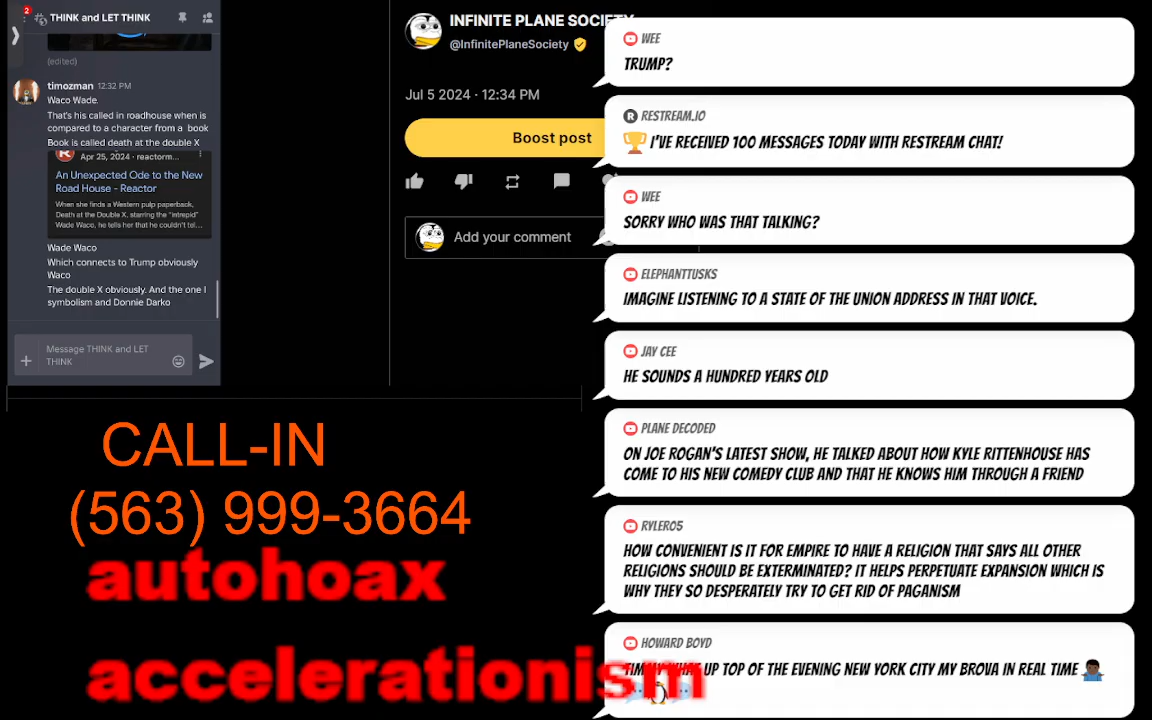 2
THINK and LET THINK
(edited)
timozman 12:32 PM
Waco Wade.
That's his called in roadhouse when is
compared to a character from a book
Book is called death at the double X
Apr 25, 2024 · reactorm...
An Unexpected Ode to the New
Road House - Reactor
When she finds a Western pulp paperback,
Death at the Double X, starring the "intrepid"
Wade Waco, he tells her that he couldn't tel...
Wade Waco
Which connects to Trump obviously
Waco
The double X obviously. And the one I
symbolism and Donnie Darko
Message THINK and LET
THINK
INFINITE PLANE SOCIETY
@InfinitePlaneSociety
Jul 5 2024 · 12:34 PM
Boost post
Add your comment
CALL-IN
(563) 999-3664
autohoax
accelerationism
WEE
TRUMP?
R RESTREAM.IO
I'VE RECEIVED 100 MESSAGES TODAY WITH RESTREAM CHAT!
WEE
SORRY WHO WAS THAT TALKING?
ELEPHANTTUSKS
IMAGINE LISTENING TO A STATE OF THE UNION ADDRESS IN THAT VOICE.
JAY CEE
HE SOUNDS A HUNDRED YEARS OLD
PLANE DECODED
ON JOE ROGAN'S LATEST SHOW, HE TALKED ABOUT HOW KYLE RITTENHOUSE HAS
COME TO HIS NEW COMEDY CLUB AND THAT HE KNOWS HIM THROUGH A FRIEND
RYLER05
HOW CONVENIENT IS IT FOR EMPIRE TO HAVE A RELIGION THAT SAYS ALL OTHER
RELIGIONS SHOULD BE EXTERMINATED? IT HELPS PERPETUATE EXPANSION WHICH IS
WHY THEY SO DESPERATELY TRY TO GET RID OF PAGANISM
HOWARD BOYD
UP TOP OF THE EVENING NEW YORK CITY MY BROVA IN REAL TIME